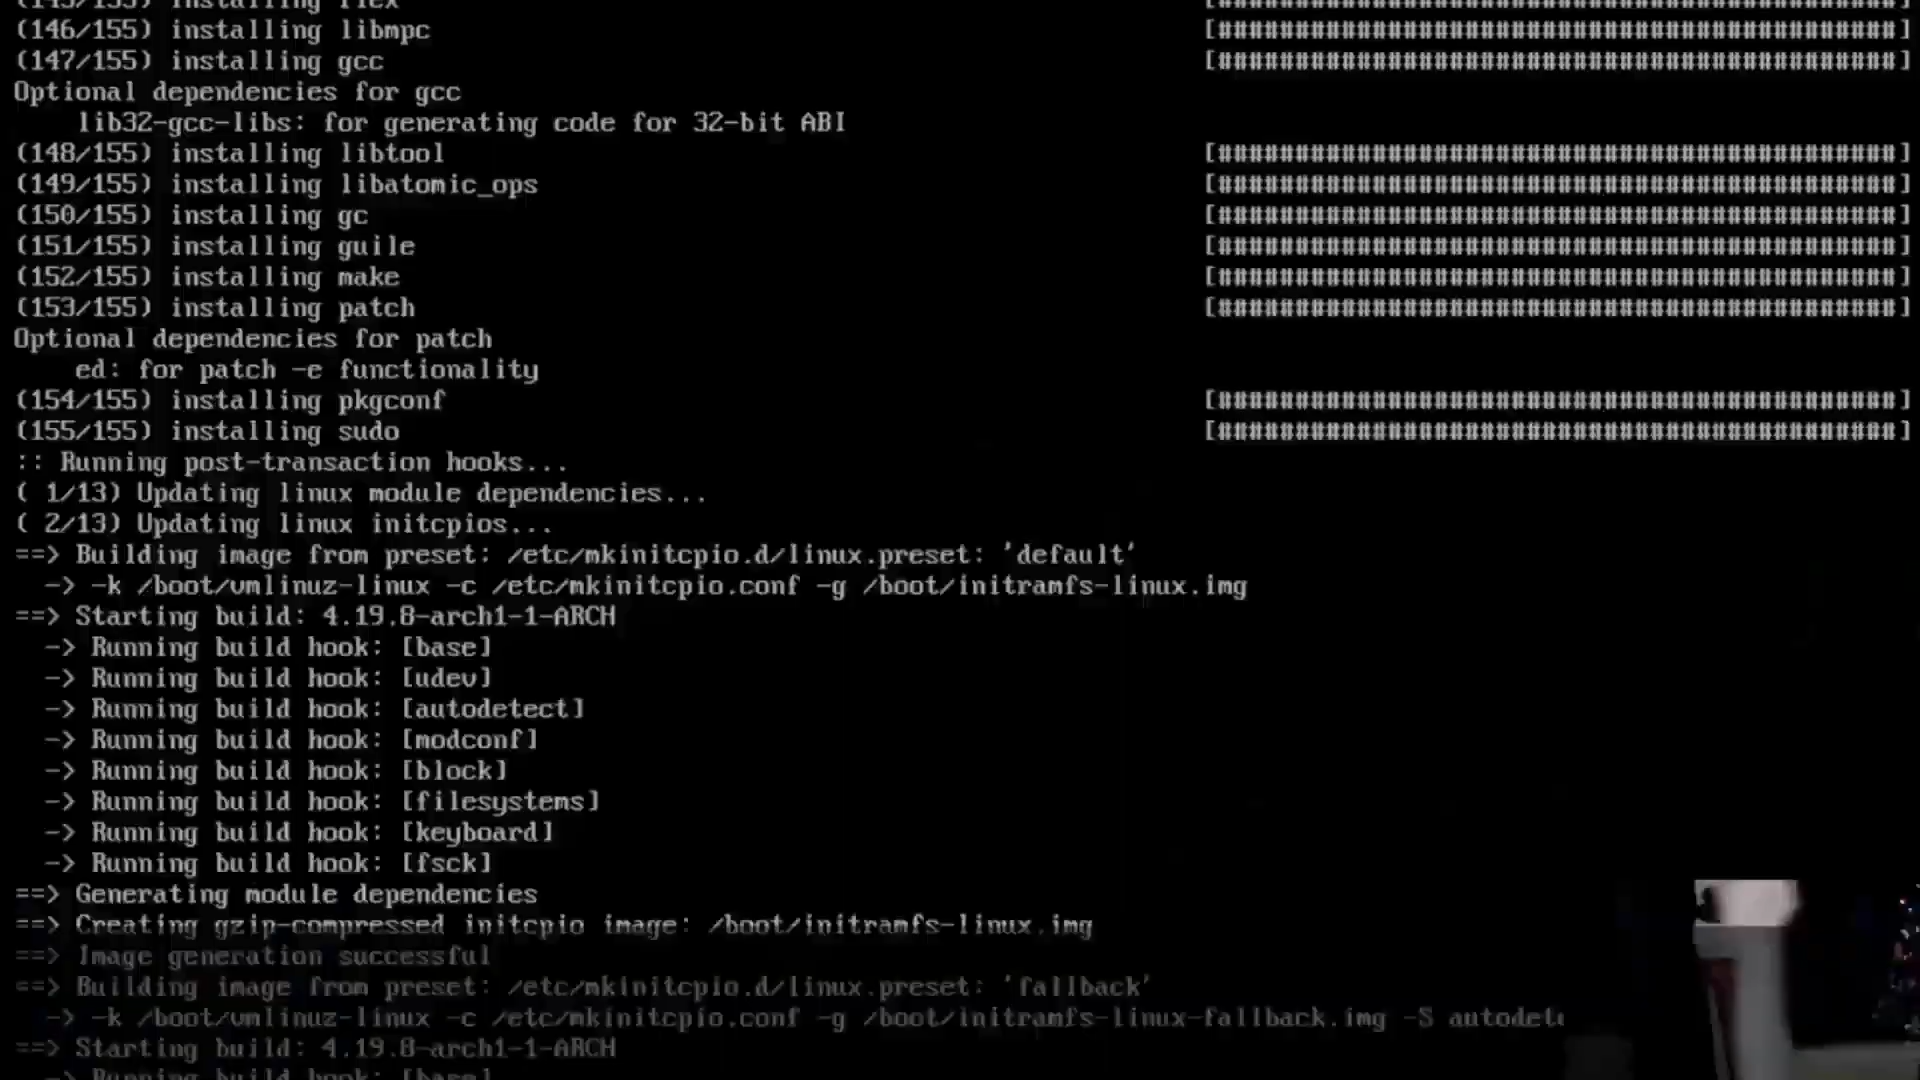 (145/155) installing flex [############################################]
(146/155) installing libmpc [############################################]
(147/155) installing gcc [############################################]
Optional dependencies for gcc
lib32-gcc-libs: for generating code for 32-bit ABI
(148/155) installing libtool [############################################]
(149/155) installing libatomic_ops [############################################]
(150/155) installing gc [############################################]
(151/155) installing guile [############################################]
(152/155) installing make [############################################]
(153/155) installing patch [############################################]
Optional dependencies for patch
ed: for patch -e functionality
(154/155) installing pkgconf [############################################]
(155/155) installing sudo [############################################]
:: Running post-transaction hooks...
( 1/13) Updating linux module dependencies...
( 2/13) Updating linux initcpios...
==> Building image from preset: /etc/mkinitcpio.d/linux.preset: 'default'
-> -k /boot/vmlinuz-linux -c /etc/mkinitcpio.conf -g /boot/initramfs-linux.img
==> Starting build: 4.19.8-arch1-1-ARCH
-> Running build hook: [base]
-> Running build hook: [udev]
-> Running build hook: [autodetect]
-> Running build hook: [modconf]
-> Running build hook: [block]
-> Running build hook: [filesystems]
-> Running build hook: [keyboard]
-> Running build hook: [fsck]
==> Generating module dependencies
==> Creating gzip-compressed initcpio image: /boot/initramfs-linux.img
==> Image generation successful
==> Building image from preset: /etc/mkinitcpio.d/linux.preset: 'fallback'
-> -k /boot/vmlinuz-linux -c /etc/mkinitcpio.conf -g /boot/initramfs-linux-fallback.img -S
==> Starting build: 4.19.8-arch1-1-ARCH
-> Running build hook: [base]